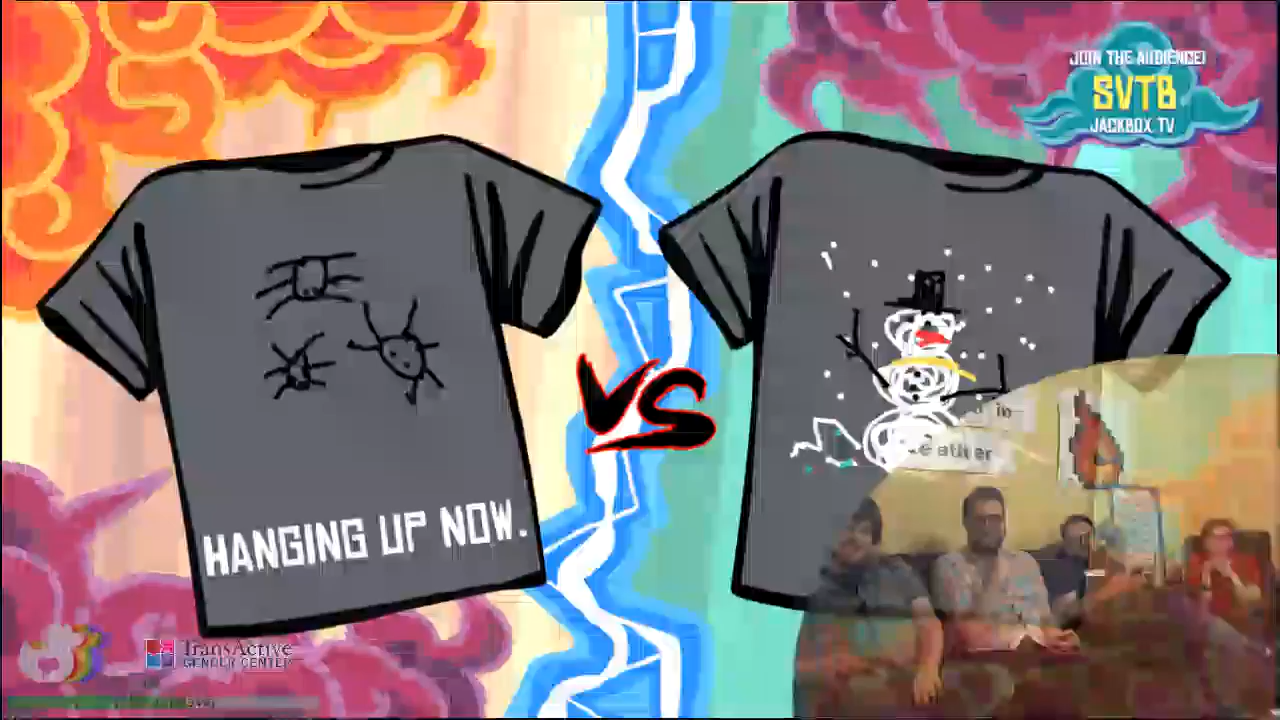 JOIN THE AUDIENCE!
SVTB
JACKBOX.TV
VS
HANGING UP NOW.
TransActive
GENDER CENTER